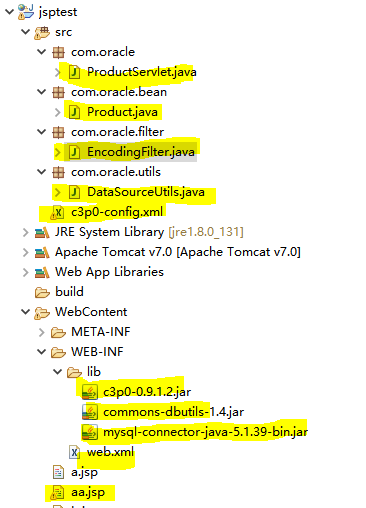 jsptest
src
com.oracle
ProductServlet.java
com.oracle.bean
Product.java
com.oracle.filter
EncodingFilter.java
com.oracle.utils
DataSourceUtils.java
c3p0-config.xml
JRE System Library [jre1.8.0_131]
Apache Tomcat v7.0 [Apache Tomcat v7.0]
Web App Libraries
build
WebContent
META-INF
WEB-INF
lib
c3p0-0.9.1.2.jar
commons-dbutils-1.4.jar
mysql-connector-java-5.1.39-bin.jar
web.xml
a.jsp
aa.jsp